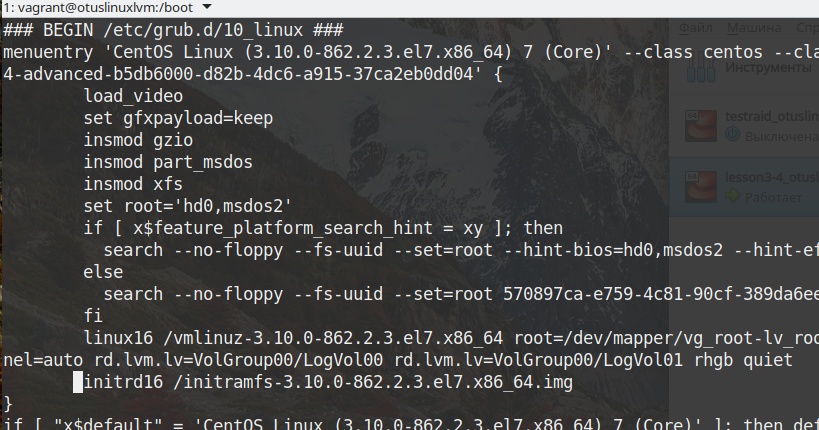 1: vagrant@otuslinuxlvm:/boot
### BEGIN /etc/grub.d/10_linux ###
menuentry 'CentOS Linux (3.10.0-862.2.3.el7.x86_64) 7 (Core)' --class centos --cla
4-advanced-b5db6000-d82b-4dc6-a915-37ca2eb0dd04' {
load_video
set gfxpayload=keep
insmod gzio
insmod part_msdos
insmod xfs
set root='hd0,msdos2'
if [ x$feature_platform_search_hint = xy ]; then
search --no-floppy --fs-uuid --set=root --hint-bios=hd0,msdos2 --hint-ef
else
search --no-floppy --fs-uuid --set=root 570897ca-e759-4c81-90cf-389da6ee
fi
linux16 /vmlinuz-3.10.0-862.2.3.el7.x86_64 root=/dev/mapper/vg_root-lv_roo
nel=auto rd.lvm.lv=VolGroup00/LogVol00 rd.lvm.lv=VolGroup00/LogVol01 rhgb quiet
initrd16 /initramfs-3.10.0-862.2.3.el7.x86_64.img
}
if [ "x$default" = 'CentOS Linux (3.10.0-862.2.3.el7.x86_64) 7 (Core)' ]; then def
Файл Машина Спр
Инструменты
64
testraid_otuslin
Выключена
64
lesson3-4_otusl
Работает